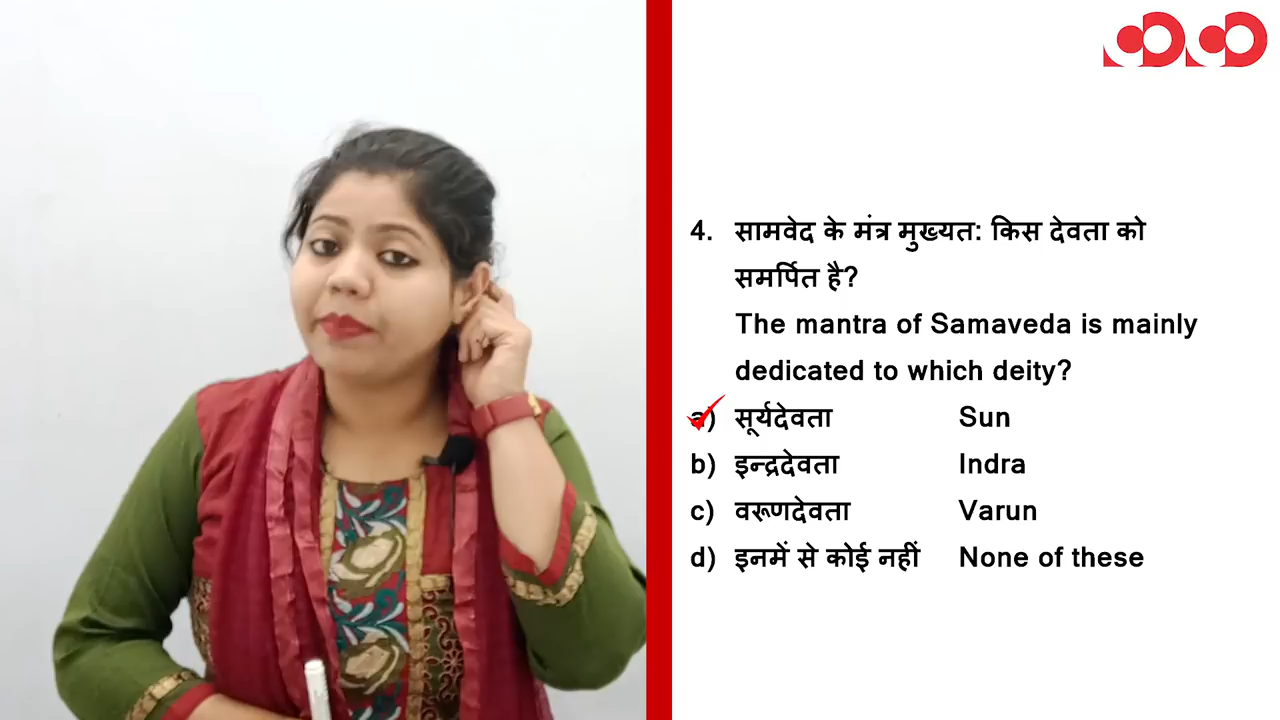 4. सामवेद के मंत्र मुख्यत: किस देवता को
समर्पित है?
The mantra of Samaveda is mainly
dedicated to which deity?
a) सूर्यदेवता Sun
b) इन्द्रदेवता Indra
c) वरूणदेवता Varun
d) इनमें से कोई नहीं None of these